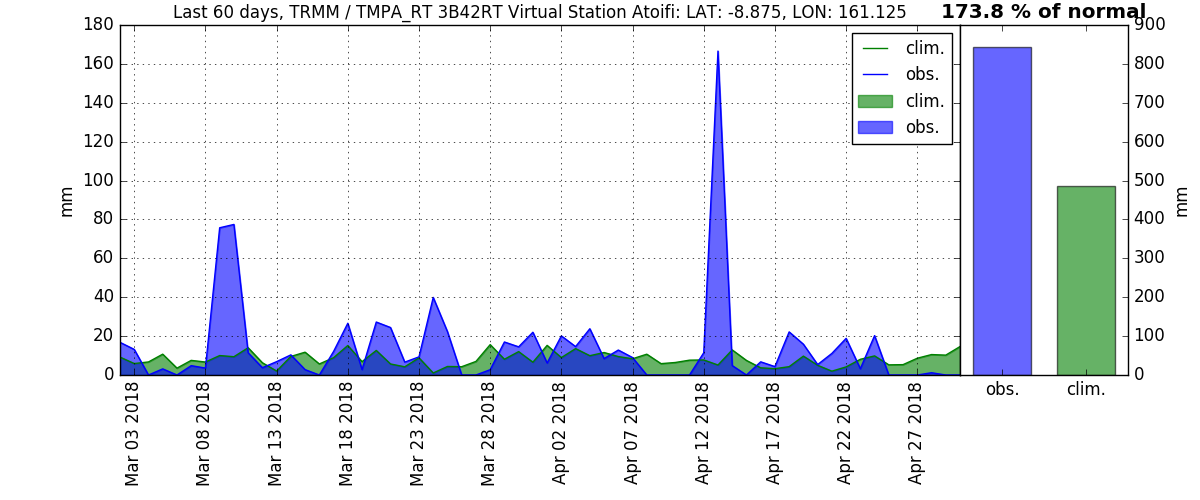 Last 60 days, TRMM / TMPA_RT 3B42RT Virtual Station Atoifi: LAT: -8.875, LON: 161.125
173.8 % of normal
mm
180
160
140
120
100
80
60
40
20
0
clim.
obs.
clim.
obs.
Mar 03 2018
Mar 08 2018
Mar 13 2018
Mar 18 2018
Mar 23 2018
Mar 28 2018
Apr 02 2018
Apr 07 2018
Apr 12 2018
Apr 17 2018
Apr 22 2018
Apr 27 2018
900
800
700
600
500
400
300
200
100
0
mm
obs.
clim.